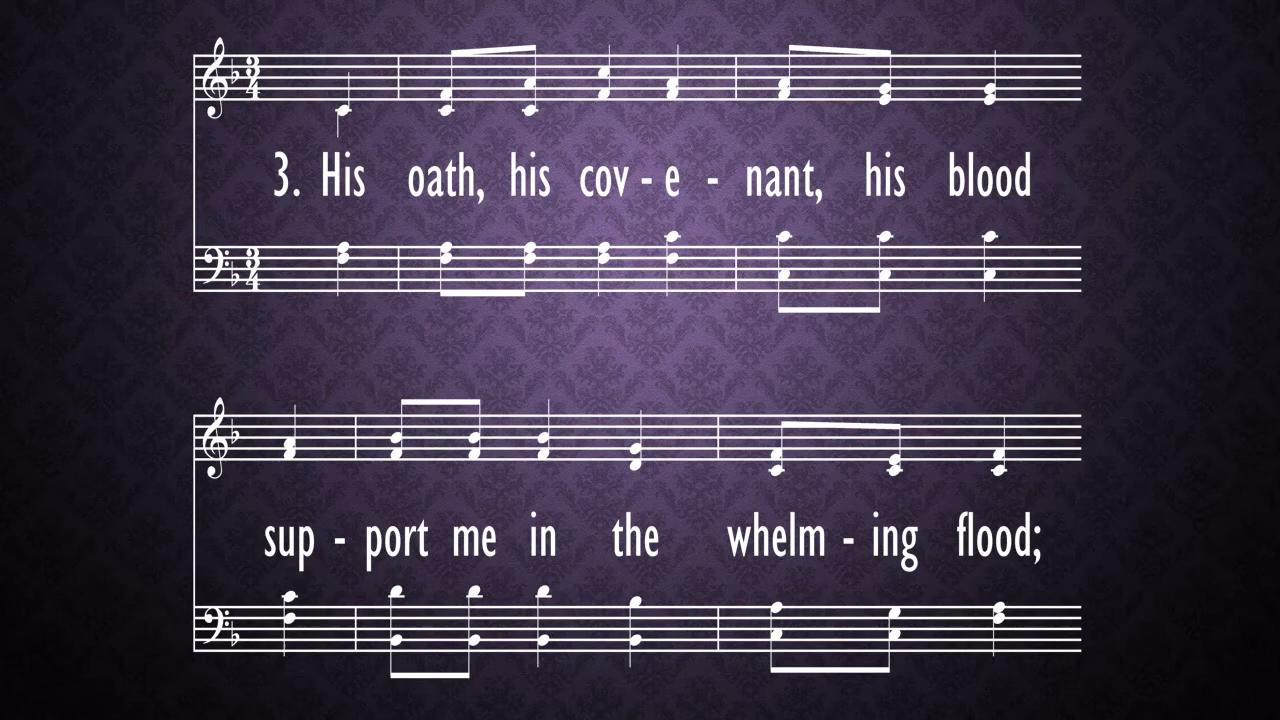 3. His oath, his cov - e - nant, his blood
sup - port me in the whelm - ing flood;